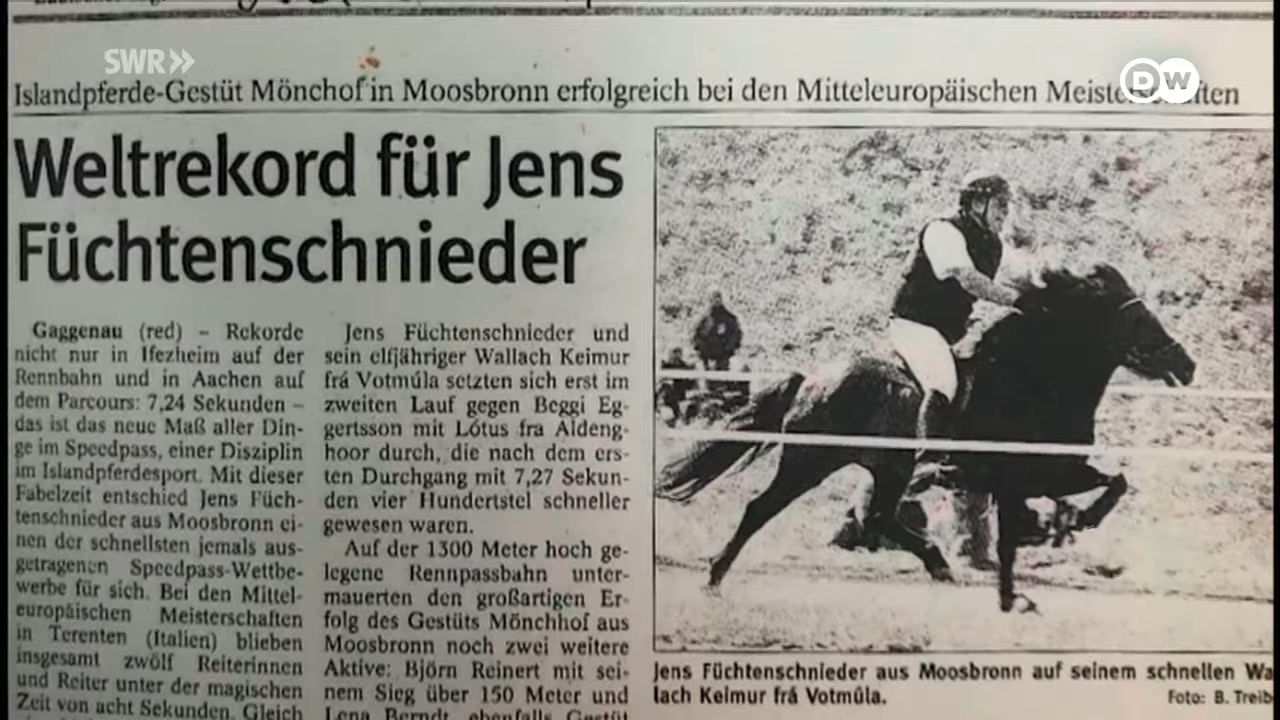 SWR»
DW
Islandpferde-Gestüt Mönchof in Moosbronn erfolgreich bei den Mitteleuropäischen
Weltrekord für Jens
Füchtenschnieder
Gaggenau (red) – Rekorde
nicht nur in Ifezheim auf der
Rennbahn und in Aachen auf
dem Parcours: 7,24 Sekunden –
das ist das neue Maß aller Din-
ge im Speedpass, einer Disziplin
im Islandpferdesport. Mit dieser
Fabelzeit entschied Jens Füch-
tenschnieder aus Moosbronn ei-
nen der schnellsten jemals aus-
getragenen Speedpass-Wettbe-
werbe für sich. Bei den Mittel-
europäischen Meisterschaften
in Terenten (Italien) blieben
insgesamt zwölf Reiterinnen
und Reiter unter der magischen
Zeit von acht Sekunden. Gleich
Jens Füchtenschnieder und
sein elfjähriger Wallach Keimur
frá Votmúla setzten sich erst im
zweiten Lauf gegen Beggi Eg-
gertsson mit Lótus fra Aldeng-
hoor durch, die nach dem ers-
ten Durchgang mit 7,27 Sekun-
den vier Hundertstel schneller
gewesen waren.
Auf der 1300 Meter hoch ge-
legene Rennpassbahn unter-
mauerten den großartigen Er-
folg des Gestüts Mönchhof aus
Moosbronn noch zwei weitere
Aktive: Björn Reinert mit sei-
nem Sieg über 150 Meter und
Lena Berndt, ebenfalls Gestüt
Jens Füchtenschnieder aus Moosbronn auf seinem schnellen Wa
lach Keimur frá Votmúla.
Foto: B. Treib